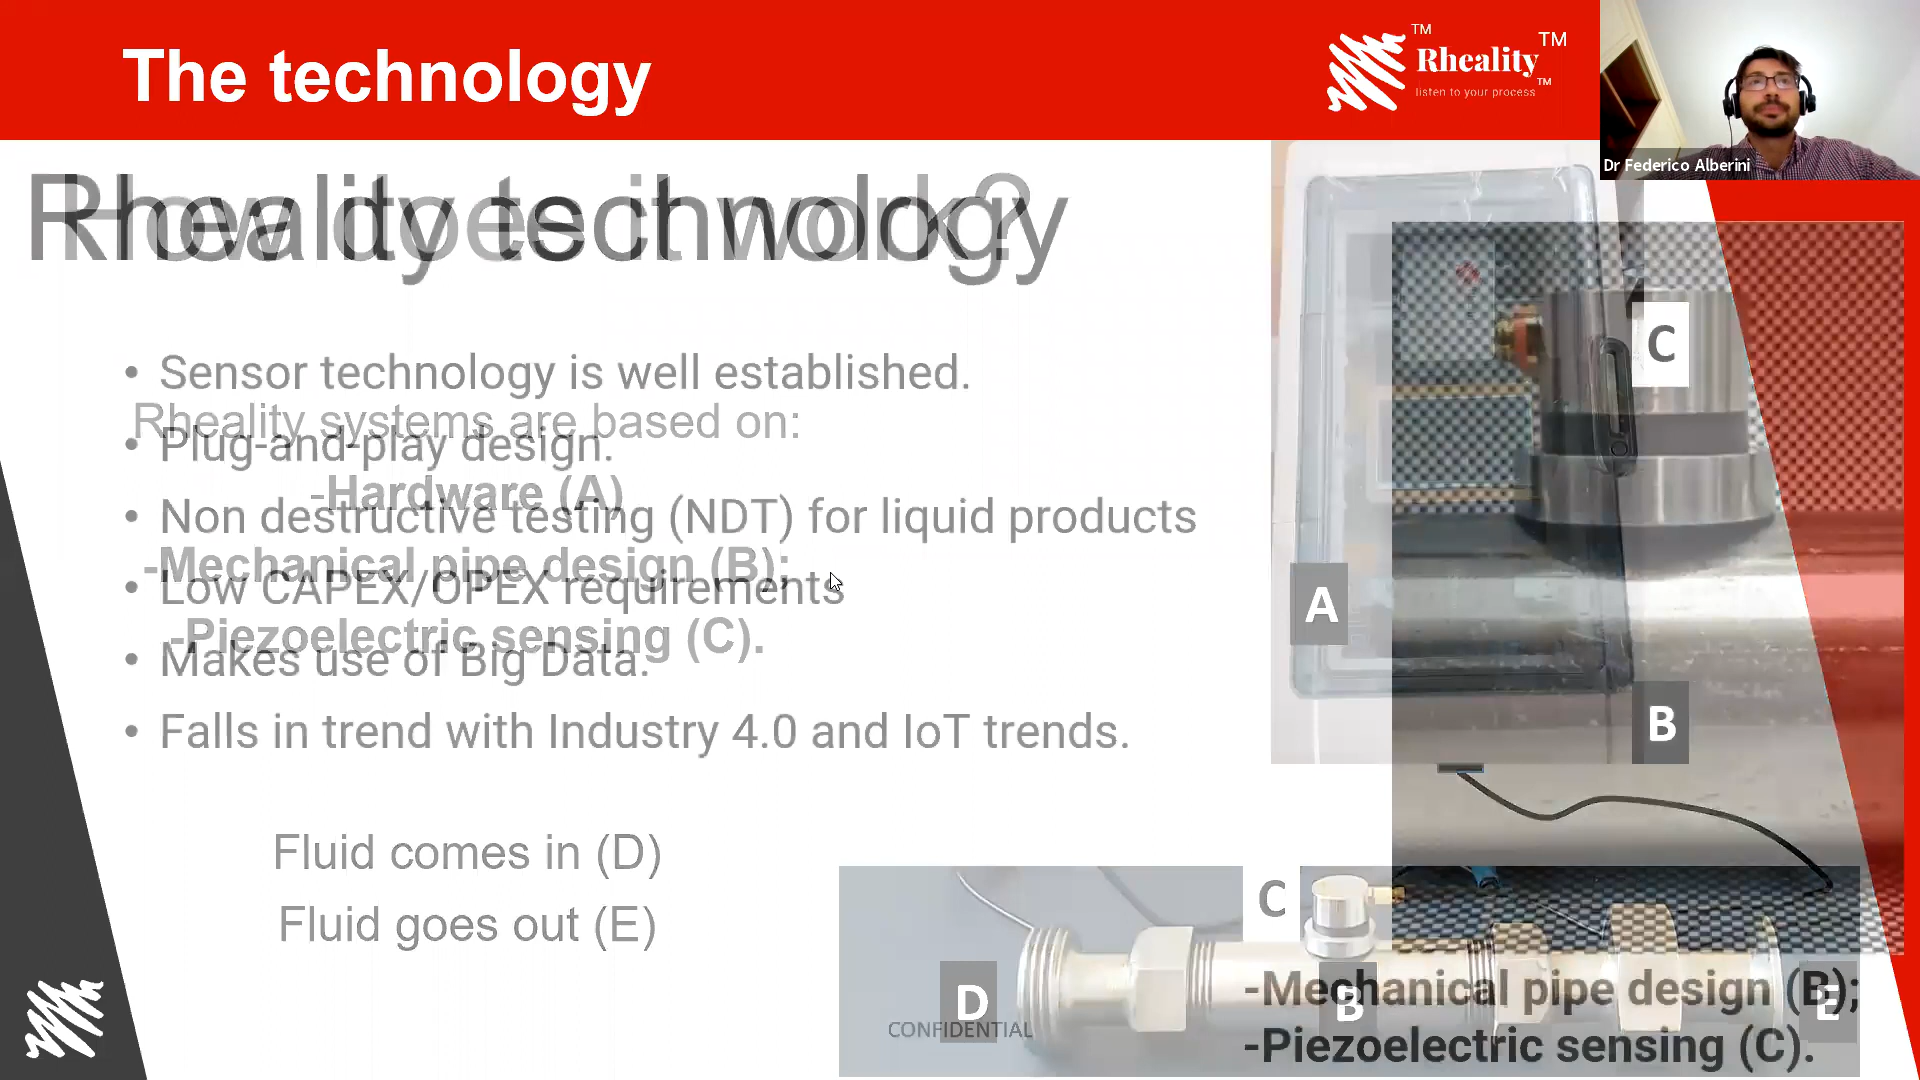 The technology
TM
TM
Rheality
TM
listen to your process
Dr Federico Alberini
Rheality technology
How does it work?
• Sensor technology is well established.
Rheality systems are based on:
• Plug-and-play design.
-Hardware (A)
• Non destructive testing (NDT) for liquid products
-Mechanical pipe design (B);
• Low CAPEX/OPEX requirements
-Piezoelectric sensing (C).
• Makes use of Big Data.
• Falls in trend with Industry 4.0 and IoT trends.
Fluid comes in (D)
Fluid goes out (E)
C
A
B
C
D
B
E
-Mechanical pipe design (B);
CONFIDENTIAL
-Piezoelectric sensing (C).